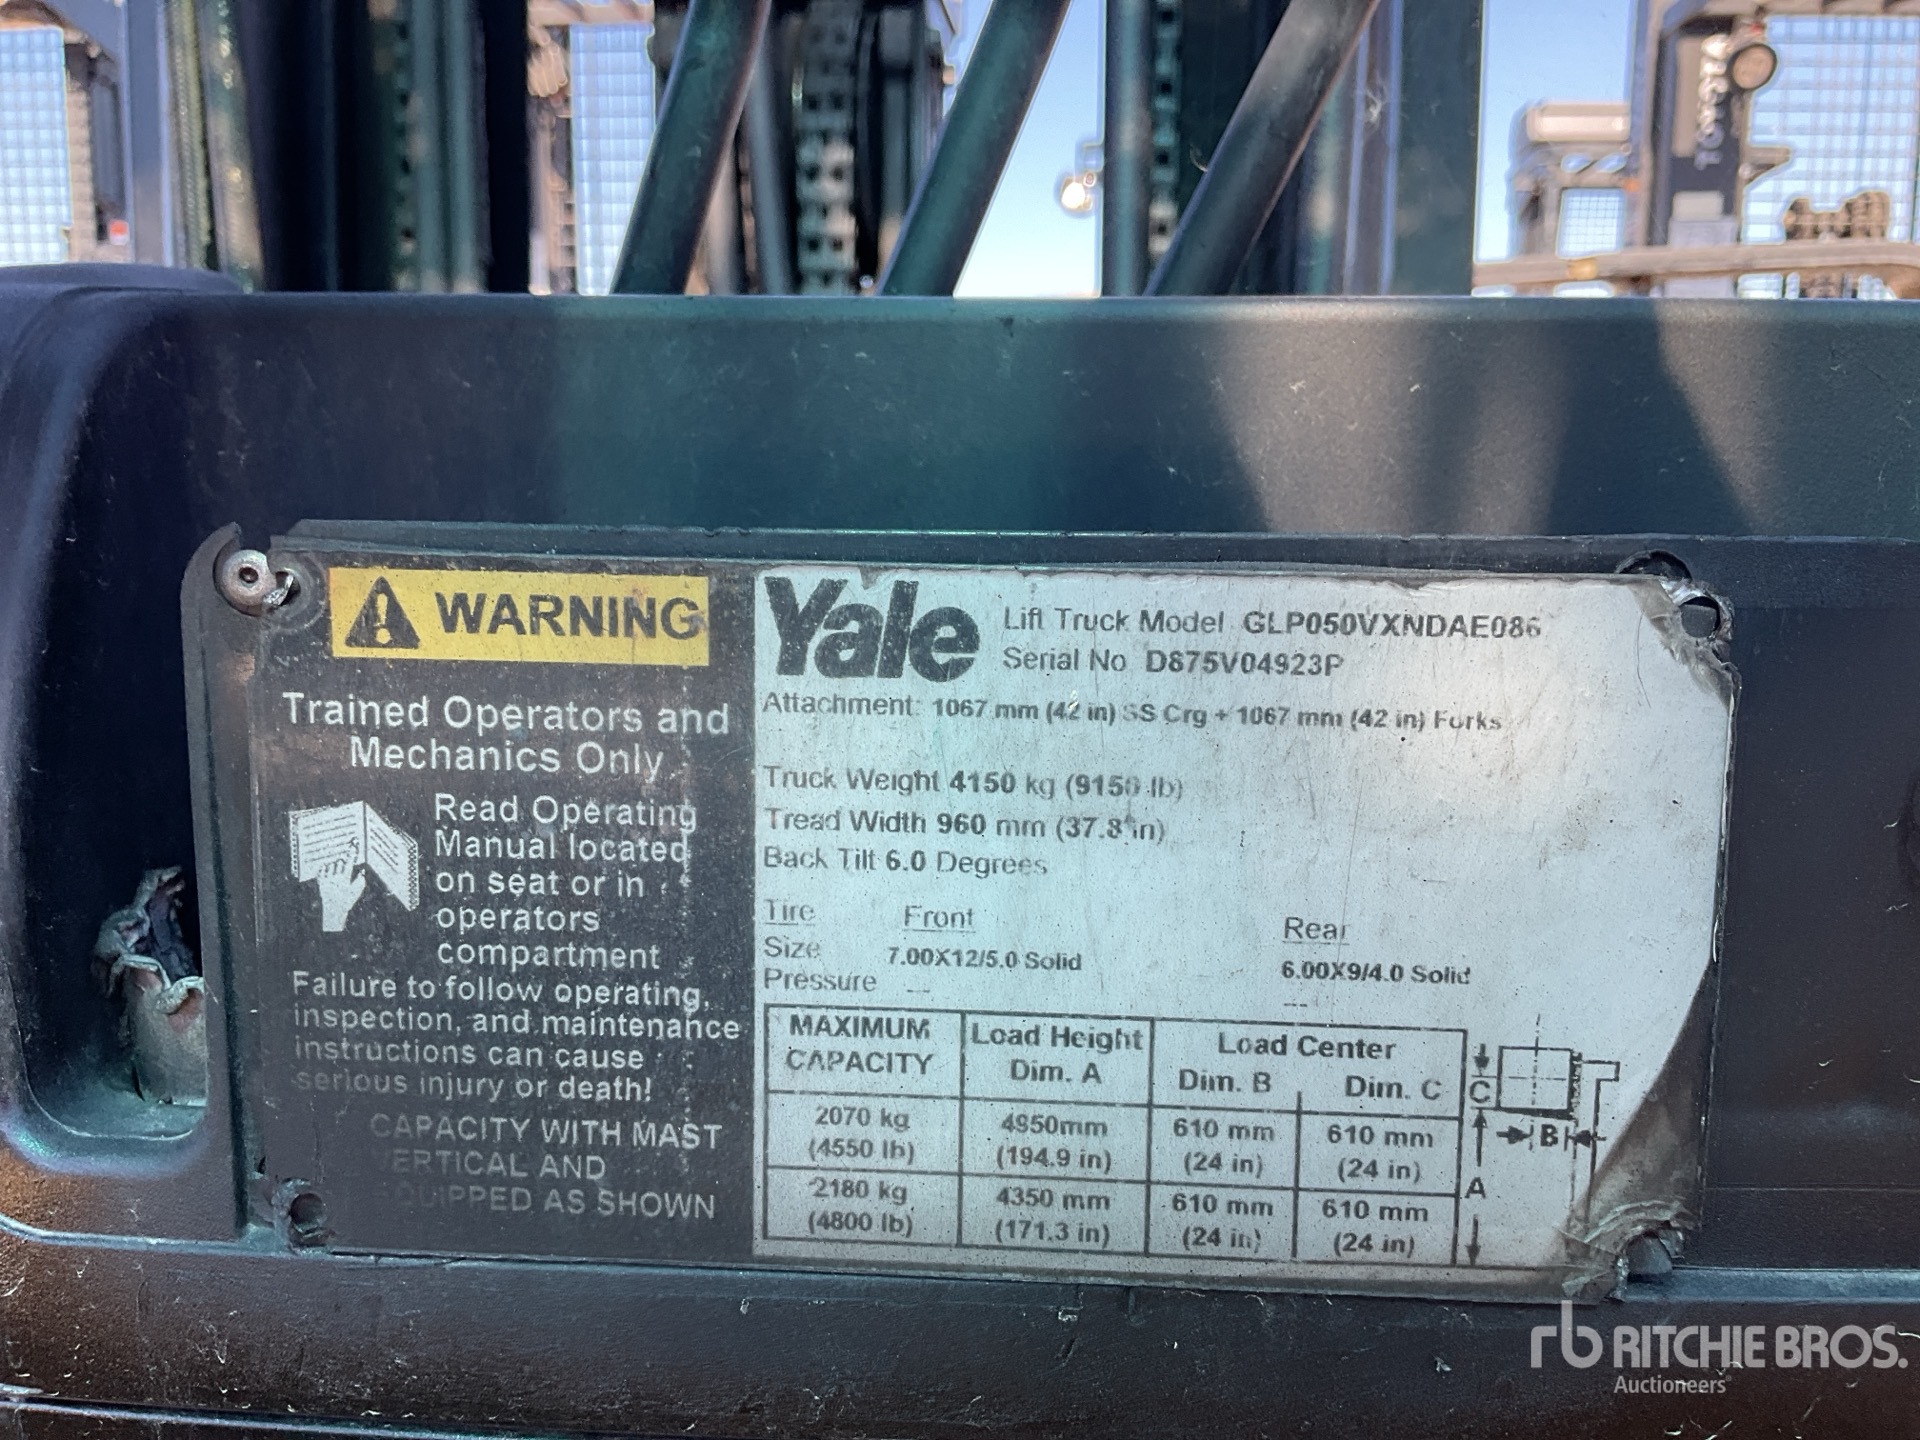 WARNING
Trained Operators and
Mechanics Only
Read Operating
Manual located
on seat or in
operators
compartment
Failure to follow operating,
inspection, and maintenance
instructions can cause
serious injury or death!
CAPACITY WITH MAST
VERTICAL AND
EQUIPPED AS SHOWN
Yale
Lift Truck Model GLP050VXNDAE086
Serial No D875V04923P
Attachment: 1067 mm (42 in) SS Crg + 1067 mm (42 in) Forks
Truck Weight 4150 kg (9150 lb)
Tread Width 960 mm (37.8 in)
Back Tilt 6.0 Degrees
Tire Front Rear
Size 7.00X12/5.0 Solid 6.00X9/4.0 Solid
Pressure --- ---
MAXIMUM CAPACITY Load Height Dim. A Load Center Dim. B Dim. C
2070 kg 4950mm 610 mm 610 mm
(4550 lb) (194.9 in) (24 in) (24 in)
2180 kg 4350 mm 610 mm 610 mm
(4800 lb) (171.3 in) (24 in) (24 in)
C
B
A
rb RITCHIE BROS.
Auctioneers